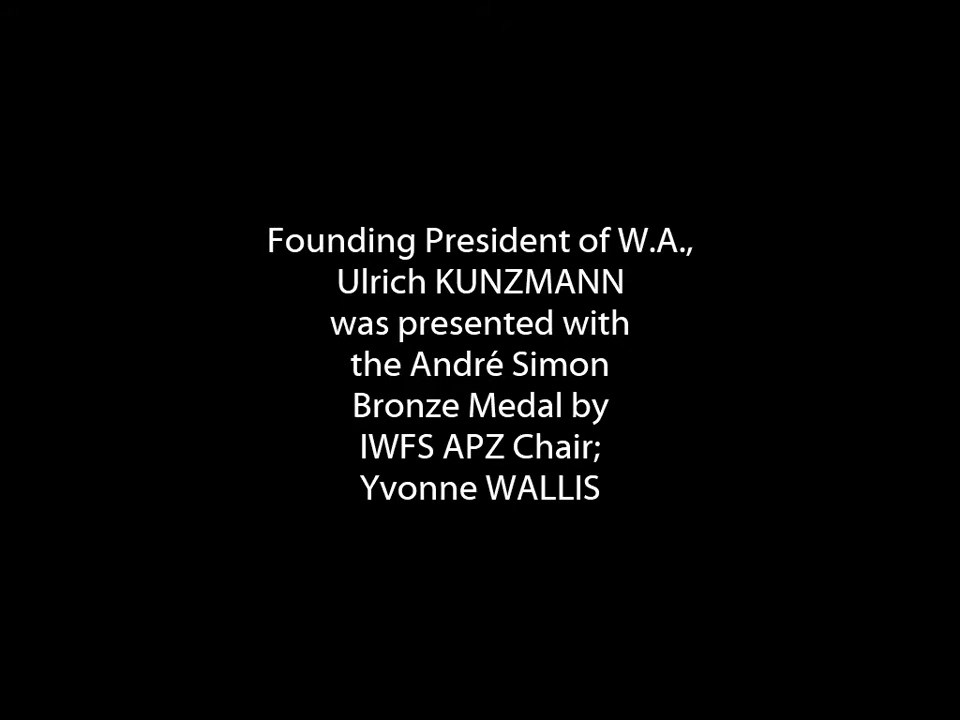 Founding President of W.A.,
Ulrich KUNZMANN
was presented with
the André Simon
Bronze Medal by
IWFS APZ Chair;
Yvonne WALLIS